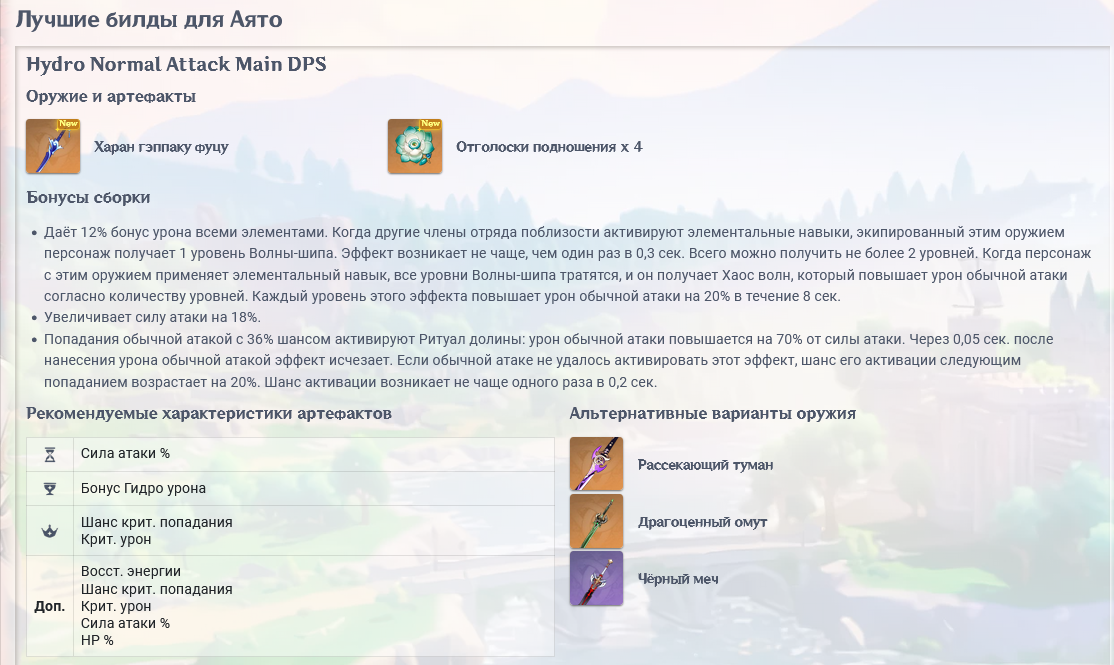 Лучшие билды для Аято
Hydro Normal Attack Main DPS
Оружие и артефакты
New
Харан гэппаку фуцу
New
Отголоски подношения x 4
Бонусы сборки
Даёт 12% бонус урона всеми элементами. Когда другие члены отряда поблизости активируют элементальные навыки, экипированный этим оружием
персонаж получает 1 уровень Волны-шипа. Эффект возникает не чаще, чем один раз в 0,3 сек. Всего можно получить не более 2 уровней. Когда персонаж
с этим оружием применяет элементальный навык, все уровни Волны-шипа тратятся, и он получает Хаос волн, который повышает урон обычной атаки
согласно количеству уровней. Каждый уровень этого эффекта повышает урон обычной атаки на 20% в течение 8 сек.
Увеличивает силу атаки на 18%.
Попадания обычной атакой с 36% шансом активируют Ритуал долины: урон обычной атаки повышается на 70% от силы атаки. Через 0,05 сек. после
нанесения урона обычной атакой эффект исчезает. Если обычной атаке не удалось активировать этот эффект, шанс его активации следующим
попаданием возрастает на 20%. Шанс активации возникает не чаще одного раза в 0,2 сек.
Рекомендуемые характеристики артефактов
Сила атаки %
Бонус Гидро урона
Шанс крит. попадания
Крит. урон
Доп.
Восст. энергии
Шанс крит. попадания
Крит. урон
Сила атаки %
HP %
Альтернативные варианты оружия
Рассекающий туман
Драгоценный омут
Чёрный меч